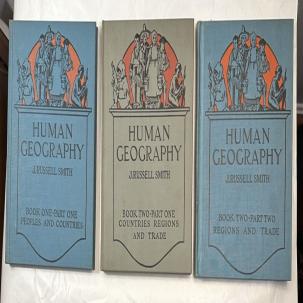 HUMAN
GEOGRAPHY
J. RUSSELL SMITH
BOOK ONE-PART ONE
PEOPLES AND COUNTRIES
HUMAN
GEOGRAPHY
J. RUSSELL SMITH
BOOK TWO-PART ONE
COUNTRIES REGIONS
AND TRADE
HUMAN
GEOGRAPHY
J. RUSSELL SMITH
BOOK TWO-PART TWO
REGIONS AND TRADE